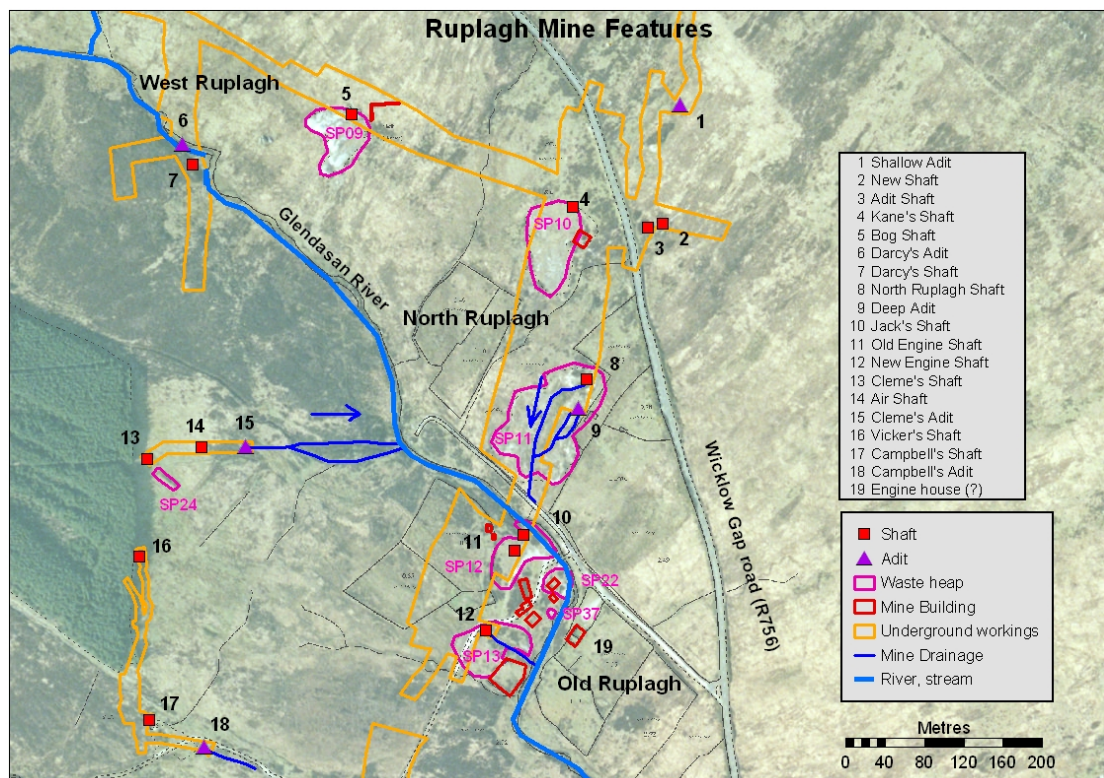 Ruplagh Mine Features
West Ruplagh
5
6
SP09
1
7
4
SP10
2
3
Glendasan River
North Ruplagh
8
SP11
9
13
14
15
SP24
Wicklow Gap road (R756)
10
11
16
SP12
SP22
SP37
12
19
SP13
Old Ruplagh
17
18
1 Shallow Adit
2 New Shaft
3 Adit Shaft
4 Kane's Shaft
5 Bog Shaft
6 Darcy's Adit
7 Darcy's Shaft
8 North Ruplagh Shaft
9 Deep Adit
10 Jack's Shaft
11 Old Engine Shaft
12 New Engine Shaft
13 Cleme's Shaft
14 Air Shaft
15 Cleme's Adit
16 Vicker's Shaft
17 Campbell's Shaft
18 Campbell's Adit
19 Engine house (?)
Shaft
Adit
Waste heap
Mine Building
Underground workings
Mine Drainage
River, stream
Metres
0 20 40 80 120 160 200